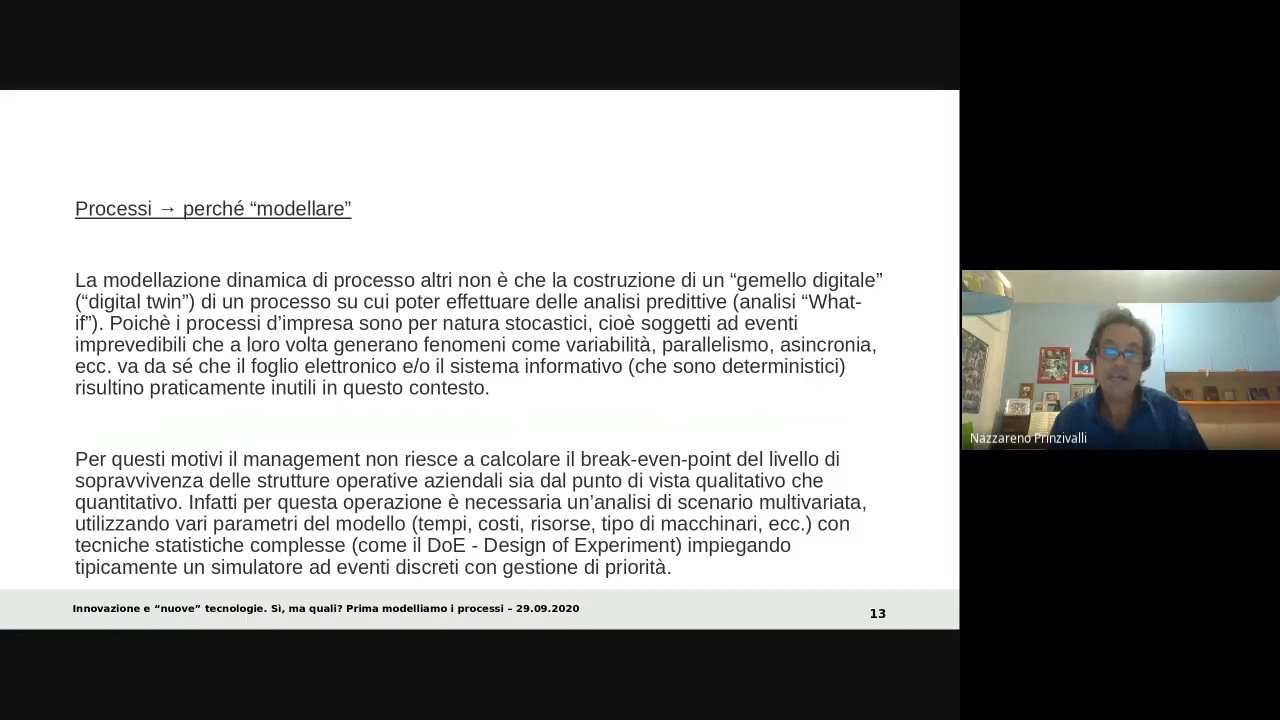 Processi → perché “modellare”
La modellazione dinamica di processo altri non è che la costruzione di un “gemello digitale”
(“digital twin”) di un processo su cui poter effettuare delle analisi predittive (analisi “What-
if”). Poichè i processi d’impresa sono per natura stocastici, cioè soggetti ad eventi
imprevedibili che a loro volta generano fenomeni come variabilità, parallelismo, asincronia,
ecc. va da sé che il foglio elettronico e/o il sistema informativo (che sono deterministici)
risultino praticamente inutili in questo contesto.
Per questi motivi il management non riesce a calcolare il break-even-point del livello di
sopravvivenza delle strutture operative aziendali sia dal punto di vista qualitativo che
quantitativo. Infatti per questa operazione è necessaria un’analisi di scenario multivariata,
utilizzando vari parametri del modello (tempi, costi, risorse, tipo di macchinari, ecc.) con
tecniche statistiche complesse (come il DoE - Design of Experiment) impiegando
tipicamente un simulatore ad eventi discreti con gestione di priorità.
Innovazione e “nuove” tecnologie. Sì, ma quali? Prima modelliamo i processi – 29.09.2020
13
Nazzareno Prinzivalli